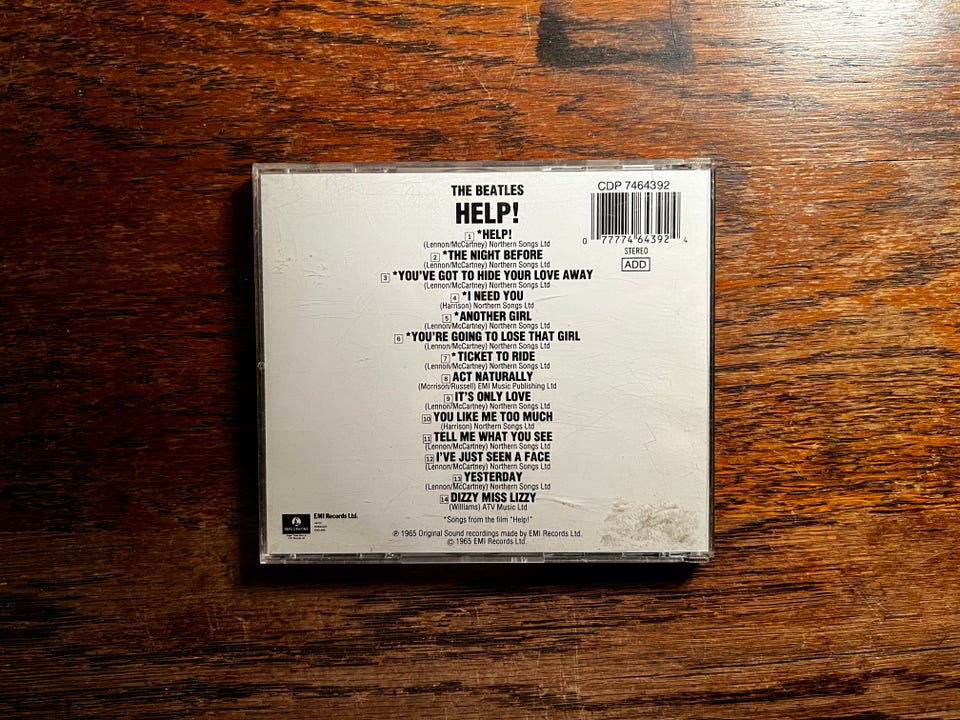 THE BEATLES
HELP!
CDP 7464392
0 77774 64392 4
STEREO
ADD
1 *HELP!
(Lennon/McCartney) Northern Songs Ltd
2 *THE NIGHT BEFORE
(Lennon/McCartney) Northern Songs Ltd
3 *YOU'VE GOT TO HIDE YOUR LOVE AWAY
(Lennon/McCartney) Northern Songs Ltd
4 *I NEED YOU
(Harrison) Northern Songs Ltd
5 *ANOTHER GIRL
(Lennon/McCartney) Northern Songs Ltd
6 *YOU'RE GOING TO LOSE THAT GIRL
(Lennon/McCartney) Northern Songs Ltd
7 *TICKET TO RIDE
(Lennon/McCartney) Northern Songs Ltd
8 ACT NATURALLY
(Morrison/Russell) EMI Music Publishing Ltd
9 IT'S ONLY LOVE
(Lennon/McCartney) Northern Songs Ltd
10 YOU LIKE ME TOO MUCH
(Harrison) Northern Songs Ltd
11 TELL ME WHAT YOU SEE
(Lennon/McCartney) Northern Songs Ltd
12 I'VE JUST SEEN A FACE
(Lennon/McCartney) Northern Songs Ltd
13 YESTERDAY
(Lennon/McCartney) Northern Songs Ltd
14 DIZZY MISS LIZZY
(Williams) ATV Music Ltd
*Songs from the film "Help!"
PARLOPHONE
EMI Records Ltd.
℗ 1965 Original Sound recordings made by EMI Records Ltd.
© 1965 EMI Records Ltd.